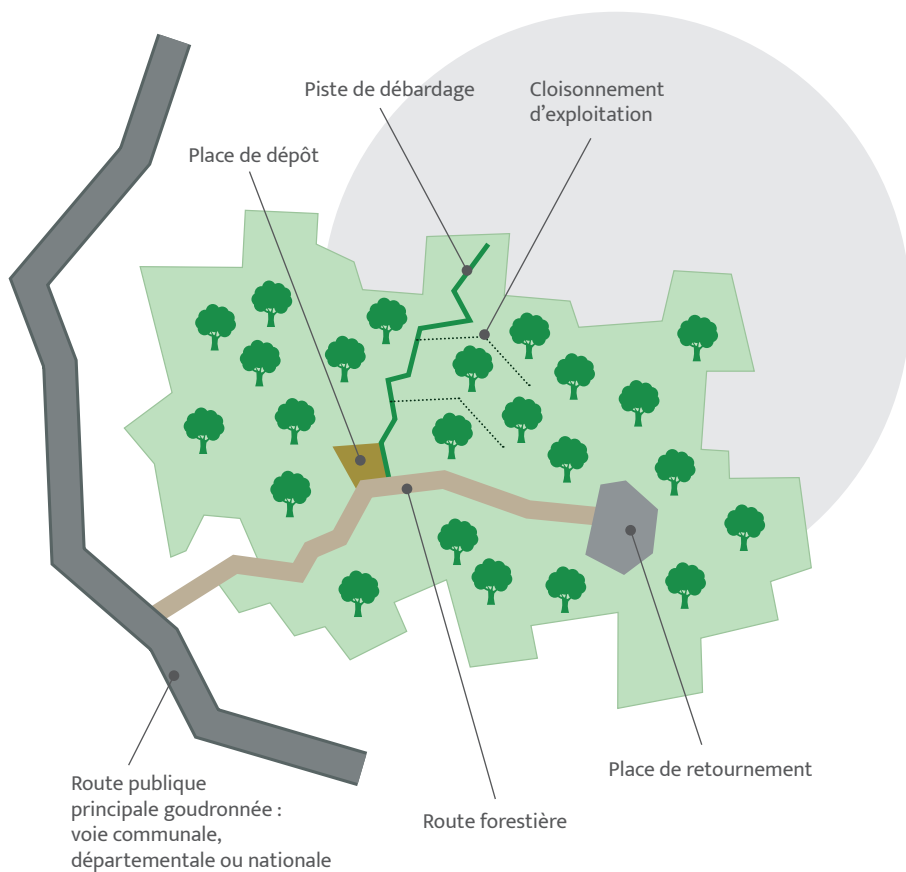 Piste de débardage
Cloisonnement
d'exploitation
Place de dépôt
Place de retournement
Route publique
principale goudronnée :
voie communale,
départementale ou nationale
Route forestière